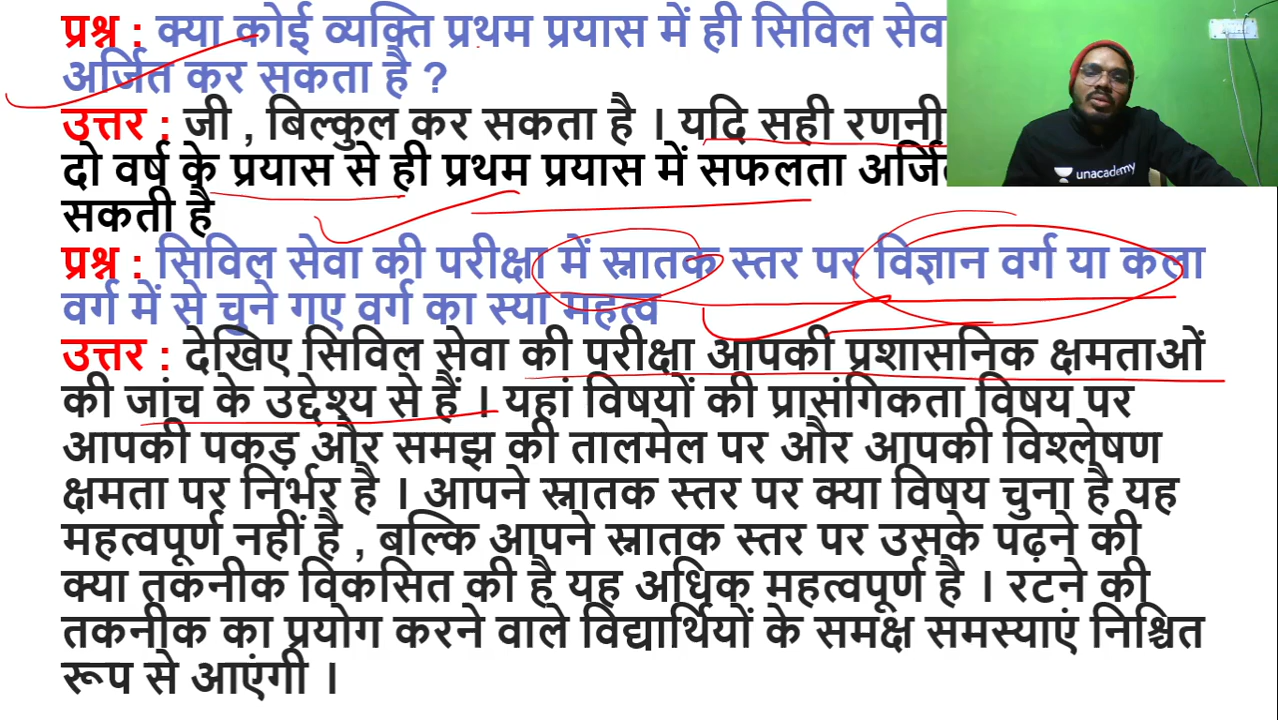 प्रश्न : क्या कोई व्यक्ति प्रथम प्रयास में ही सिविल सेव
अर्जित कर सकता है ?
उत्तर : जी , बिल्कुल कर सकता है । यदि सही रणनी
दो वर्ष के प्रयास से ही प्रथम प्रयास में सफलता अर्जि
सकती है
unacademy
प्रश्न : सिविल सेवा की परीक्षा में स्नातक स्तर पर विज्ञान वर्ग या कला
वर्ग में से चुने गए वर्ग का स्या महत्व
उत्तर : देखिए सिविल सेवा की परीक्षा आपकी प्रशासनिक क्षमताओं
की जांच के उद्देश्य से हैं । यहां विषयों की प्रासंगिकता विषय पर
आपकी पकड़ और समझ की तालमेल पर और आपकी विश्लेषण
क्षमता पर निर्भर है । आपने स्नातक स्तर पर क्या विषय चुना है यह
महत्वपूर्ण नहीं है , बल्कि आपने स्नातक स्तर पर उसके पढ़ने की
क्या तकनीक विकसित की है यह अधिक महत्वपूर्ण है । रटने की
तकनीक का प्रयोग करने वाले विद्यार्थियों के समक्ष समस्याएं निश्चित
रूप से आएंगी ।